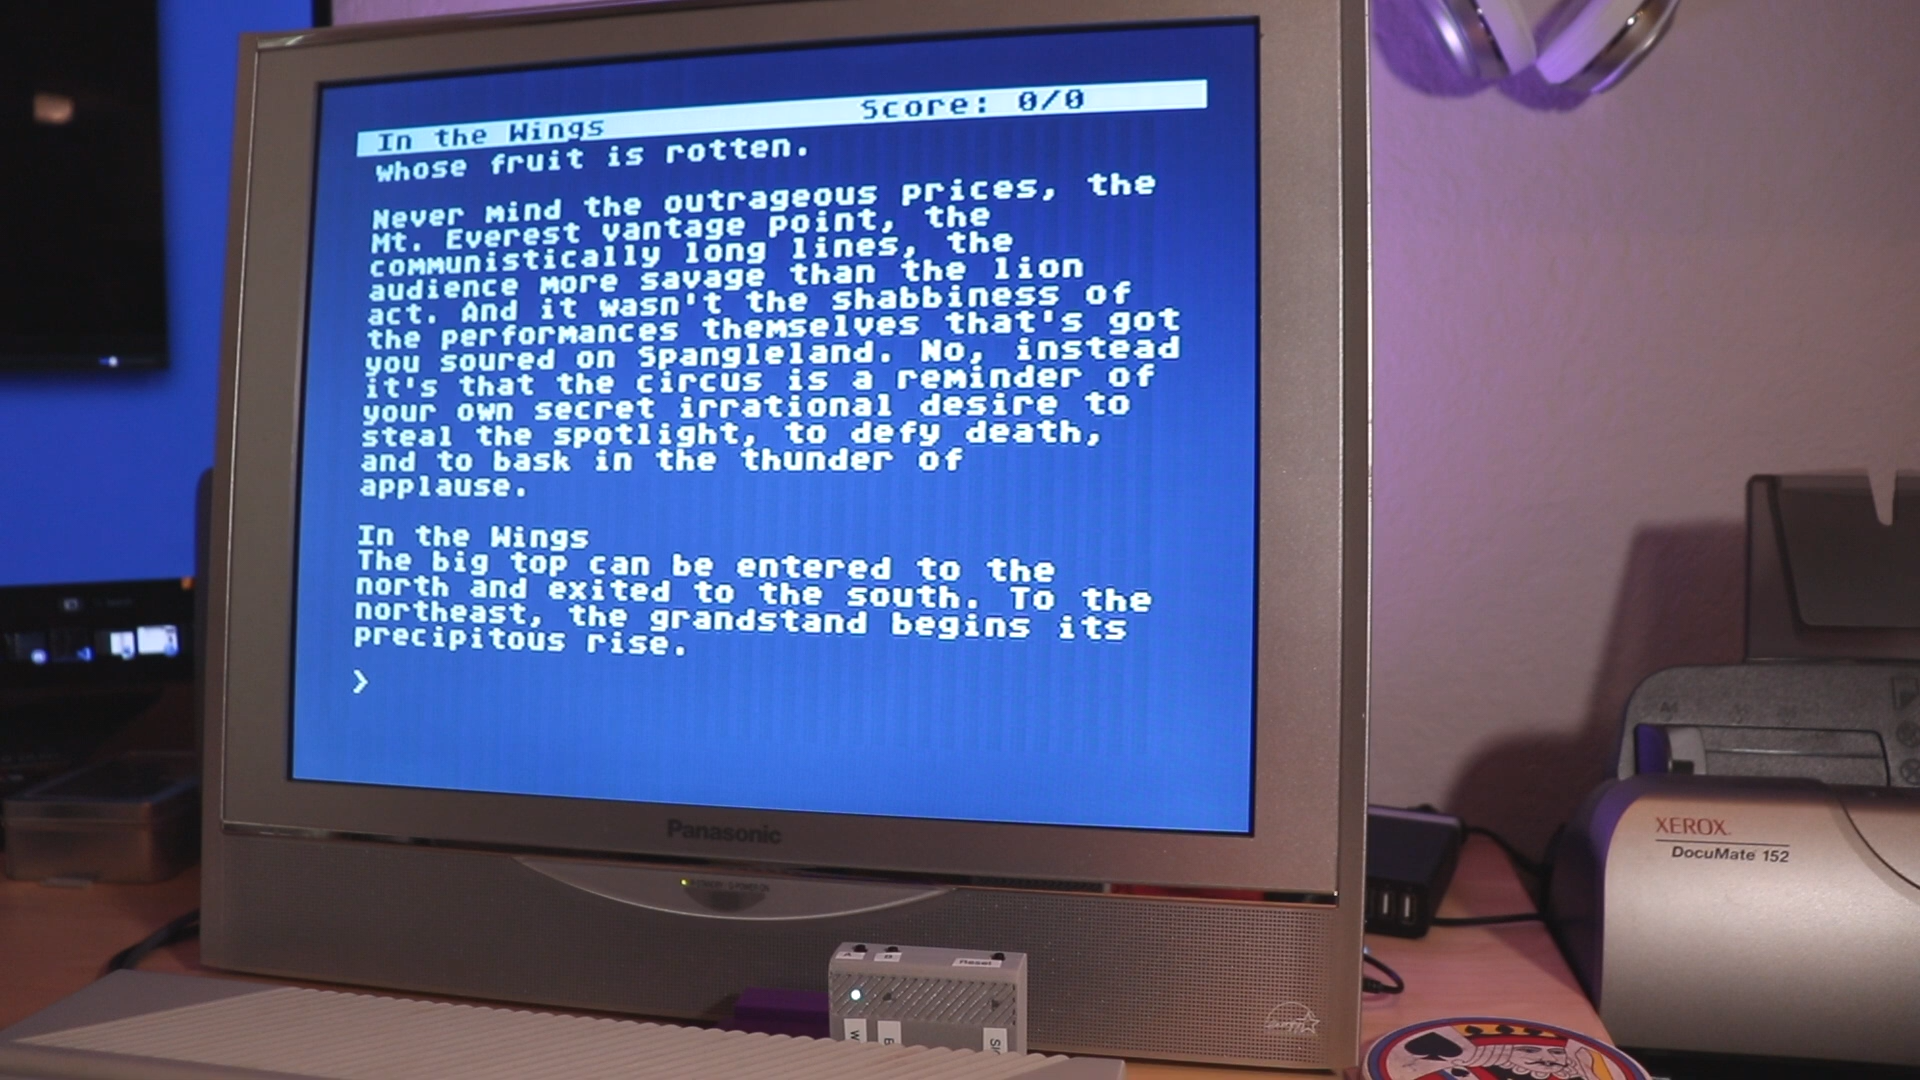 In the Wings Score: 0/0
whose fruit is rotten.
Never mind the outrageous prices, the
Mt. Everest vantage point, the
communistically long lines, the
audience more savage than the lion
act. And it wasn't the shabbiness of
the performances themselves that's got
you soured on Spangleland. No, instead
it's that the circus is a reminder of
your own secret irrational desire to
steal the spotlight, to defy death,
and to bask in the thunder of
applause.
In the Wings
The big top can be entered to the
north and exited to the south. To the
northeast, the grandstand begins its
precipitous rise.
>
Panasonic
XEROX
DocuMate 152
A B Reset